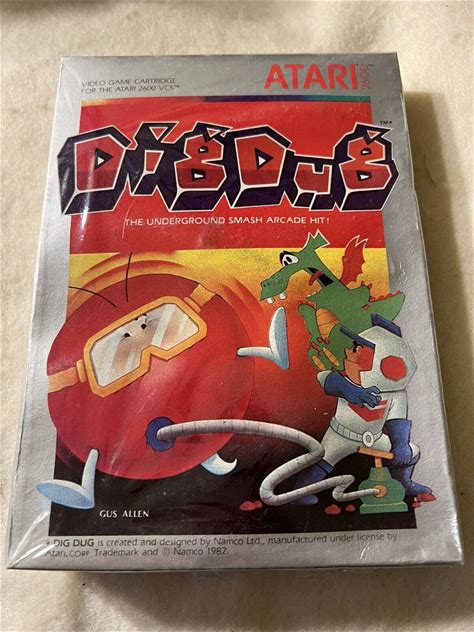 VIDEO GAME CARTRIDGE
FOR THE ATARI 2600 VCS™
ATARI 2600
DIG DUG
™*
THE UNDERGROUND SMASH ARCADE HIT!
GUS ALLEN
* DIG DUG is created and designed by Namco Ltd., manufactured under license by
Atari, CORP. Trademark and © Namco 1982.